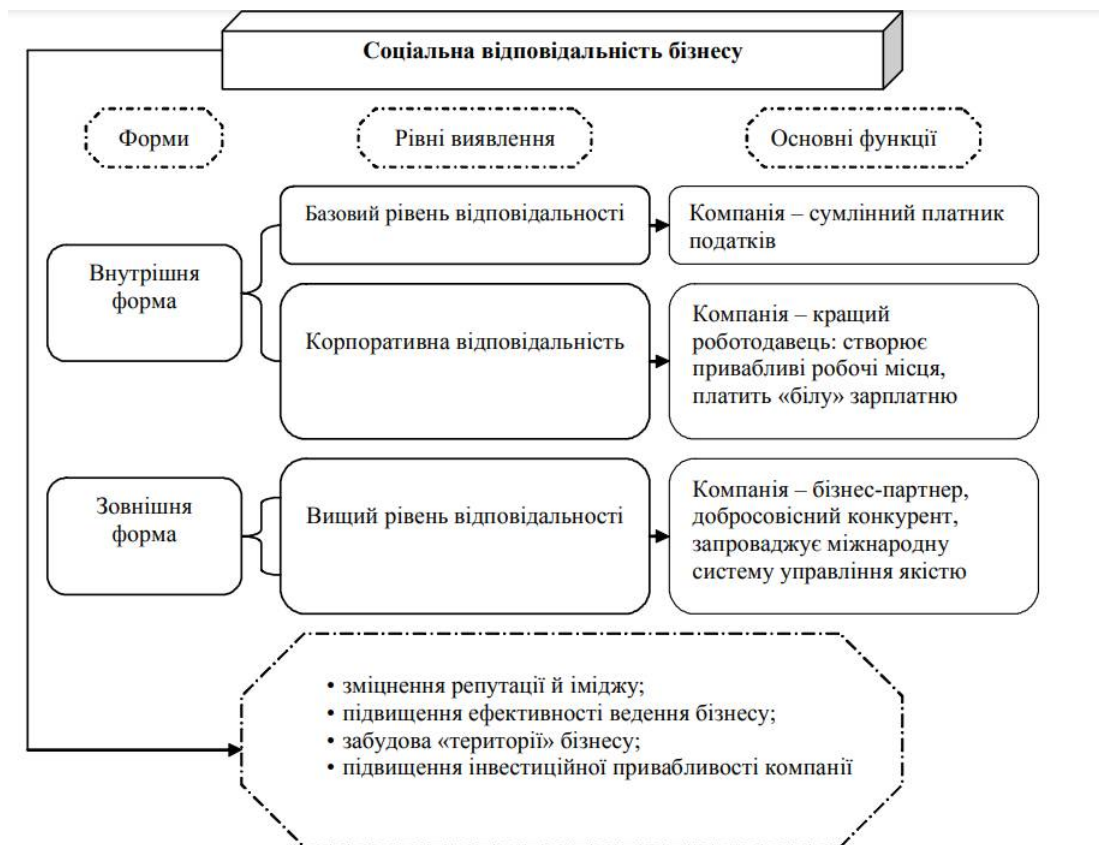 Соціальна відповідальність бізнесу
Форми
Рівні виявлення
Основні функції
Внутрішня
форма
Базовий рівень відповідальності
Компанія – сумлінний платник
податків
Корпоративна відповідальність
Компанія – кращий
роботодавець: створює
привабливі робочі місця,
платить «білу» зарплатню
Зовнішня
форма
Вищий рівень відповідальності
Компанія – бізнес-партнер,
добросовісний конкурент,
запроваджує міжнародну
систему управління якістю
• зміцнення репутації й іміджу;
• підвищення ефективності ведення бізнесу;
• забудова «території» бізнесу;
• підвищення інвестиційної привабливості компанії